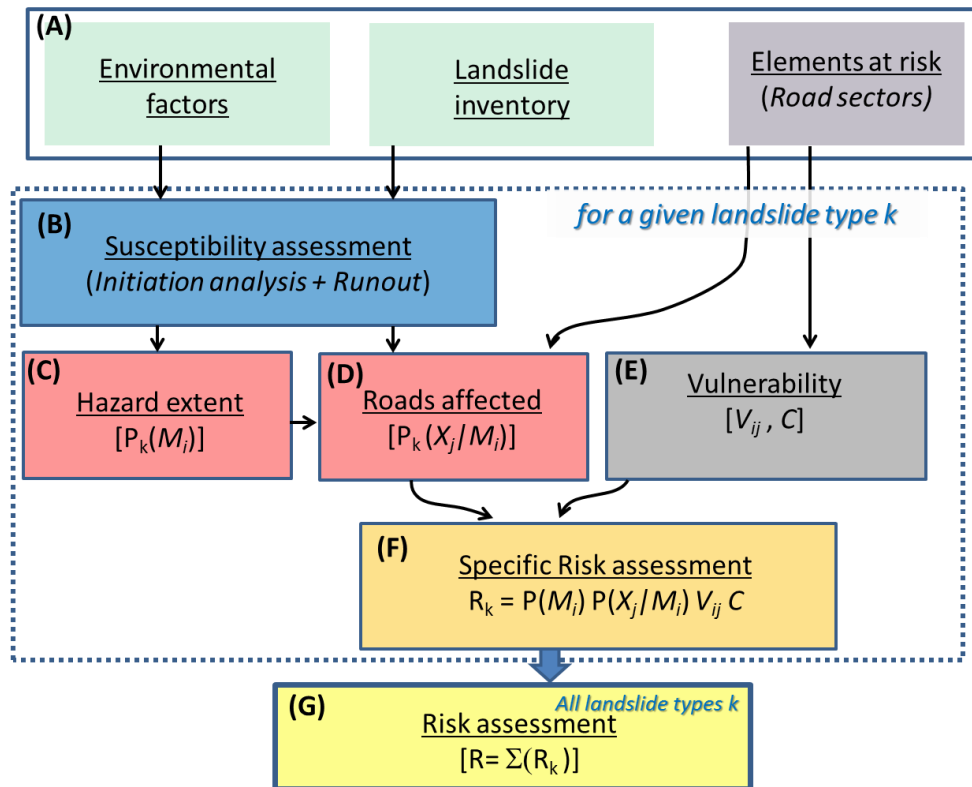 (A)
Environmental
factors
Landslide
inventory
Elements at risk
(Road sectors)
for a given landslide type k
(B)
Susceptibility assessment
(Initiation analysis + Runout)
(C)
Hazard extent
[Pk(Mi)]
(D)
Roads affected
[Pk (Xj/Mi)]
(E)
Vulnerability
[Vij , C]
(F)
Specific Risk assessment
Rk = P(Mi) P(Xj/Mi) Vij C
(G)
All landslide types k
Risk assessment
[R= Σ(Rk)]